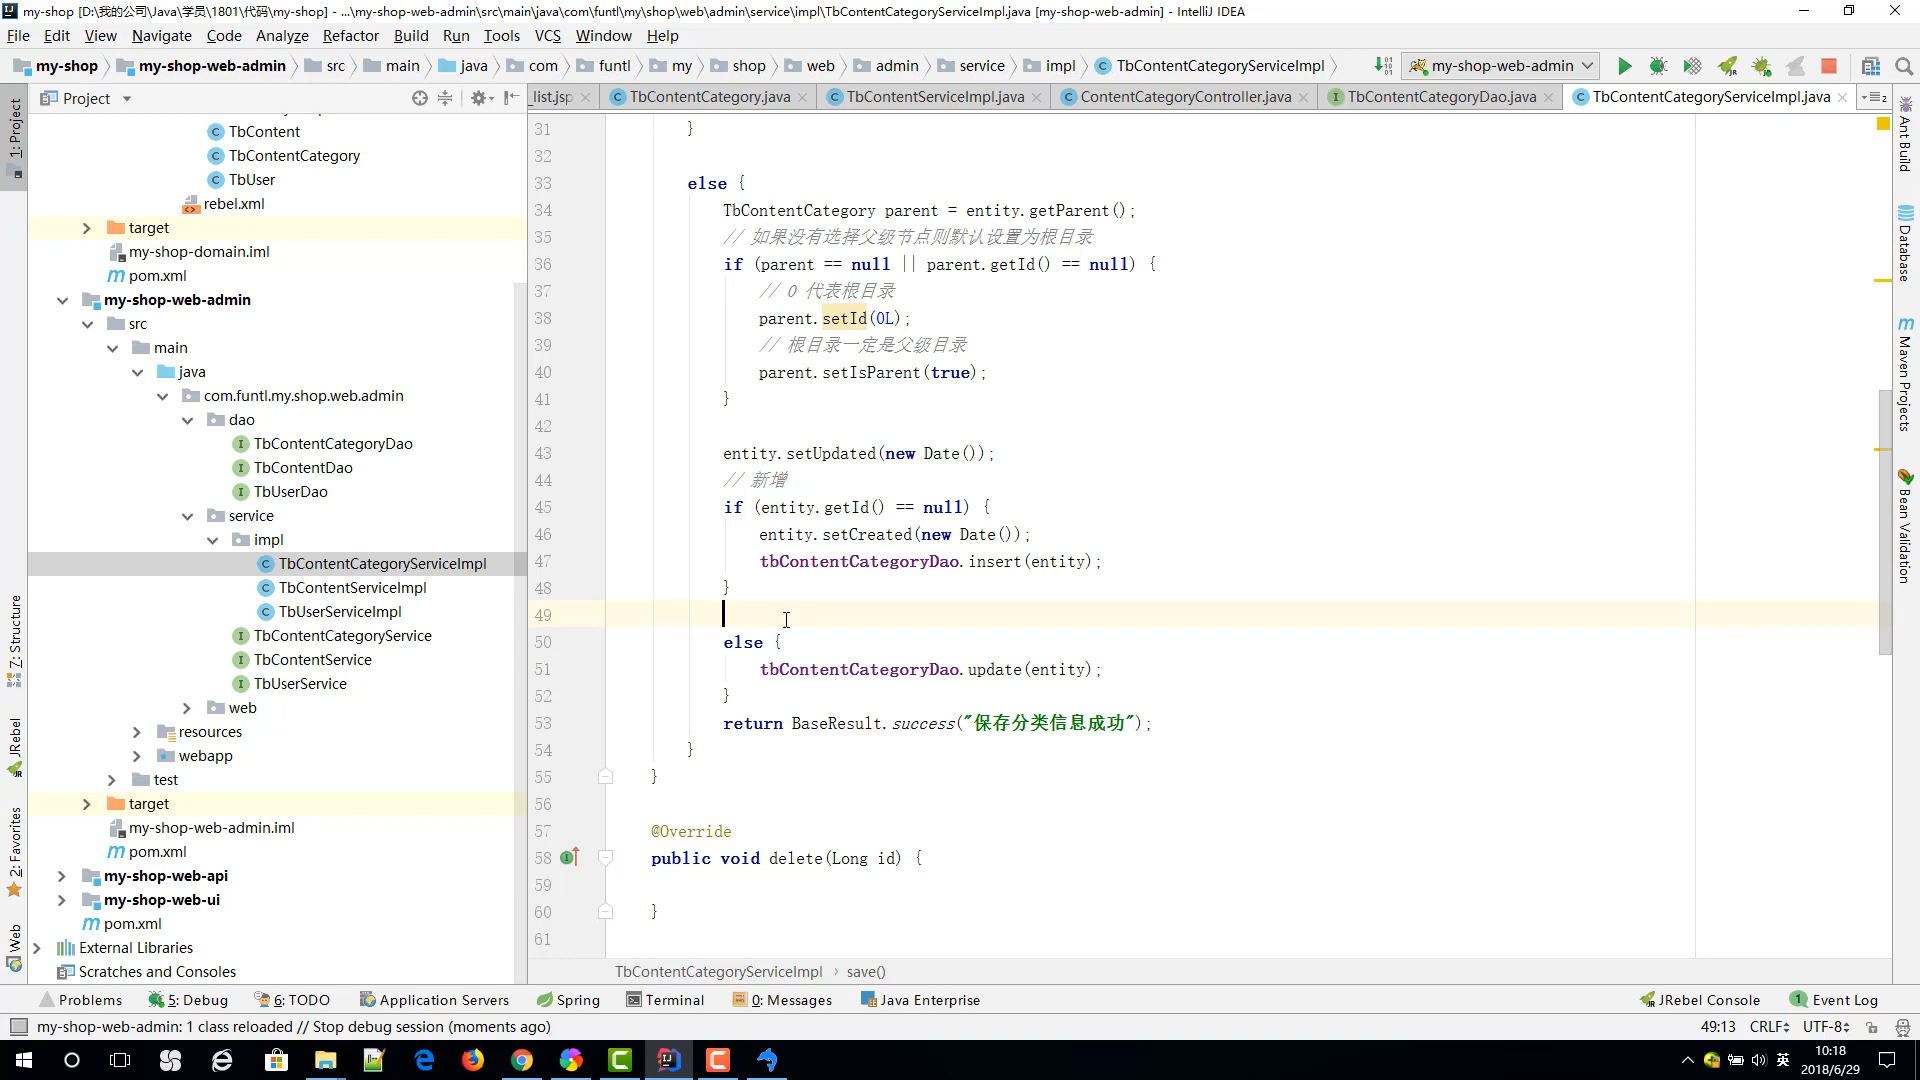 my-shop [D:\我的公司\Java\学员\1801\代码\my-shop] - ...\my-shop-web-admin\src\main\java\com\funtl\my\shop\web\admin\service\impl\TbContentCategoryServiceImpl.java [my-shop-web-admin] - IntelliJ IDEA
File Edit View Navigate Code Analyze Refactor Build Run Tools VCS Window Help
my-shop my-shop-web-admin src main java com funtl my shop web admin service impl TbContentCategoryServiceImpl my-shop-web-admin
Project
_list.jsp TbContentCategory.java TbContentServiceImpl.java ContentCategoryController.java TbContentCategoryDao.java TbContentCategoryServiceImpl.java
1: Project
7: Structure
JRebel
2: Favorites
Web
TbContent
TbContentCategory
TbUser
rebel.xml
target
my-shop-domain.iml
pom.xml
my-shop-web-admin
src
main
java
com.funtl.my.shop.web.admin
dao
TbContentCategoryDao
TbContentDao
TbUserDao
service
impl
TbContentCategoryServiceImpl
TbContentServiceImpl
TbUserServiceImpl
TbContentCategoryService
TbContentService
TbUserService
web
resources
webapp
test
target
my-shop-web-admin.iml
pom.xml
my-shop-web-api
my-shop-web-ui
pom.xml
External Libraries
Scratches and Consoles
31 }
32
33 else {
34 TbContentCategory parent = entity.getParent();
35 // 如果没有选择父级节点则默认设置为根目录
36 if (parent == null || parent.getId() == null) {
37 // 0 代表根目录
38 parent.setId(0L);
39 // 根目录一定是父级目录
40 parent.setIsParent(true);
41 }
42
43 entity.setUpdated(new Date());
44 // 新增
45 if (entity.getId() == null) {
46 entity.setCreated(new Date());
47 tbContentCategoryDao.insert(entity);
48 }
49
50 else {
51 tbContentCategoryDao.update(entity);
52 }
53 return BaseResult.success("保存分类信息成功");
54 }
55 }
56
57 @Override
58 public void delete(Long id) {
59
60 }
61
TbContentCategoryServiceImpl › save()
Ant Build
Database
Maven Projects
Bean Validation
Problems 5: Debug 6: TODO Application Servers Spring Terminal 0: Messages Java Enterprise JRebel Console 1 Event Log
my-shop-web-admin: 1 class reloaded // Stop debug session (moments ago) 49:13 CRLF UTF-8
英 10:18
2018/6/29